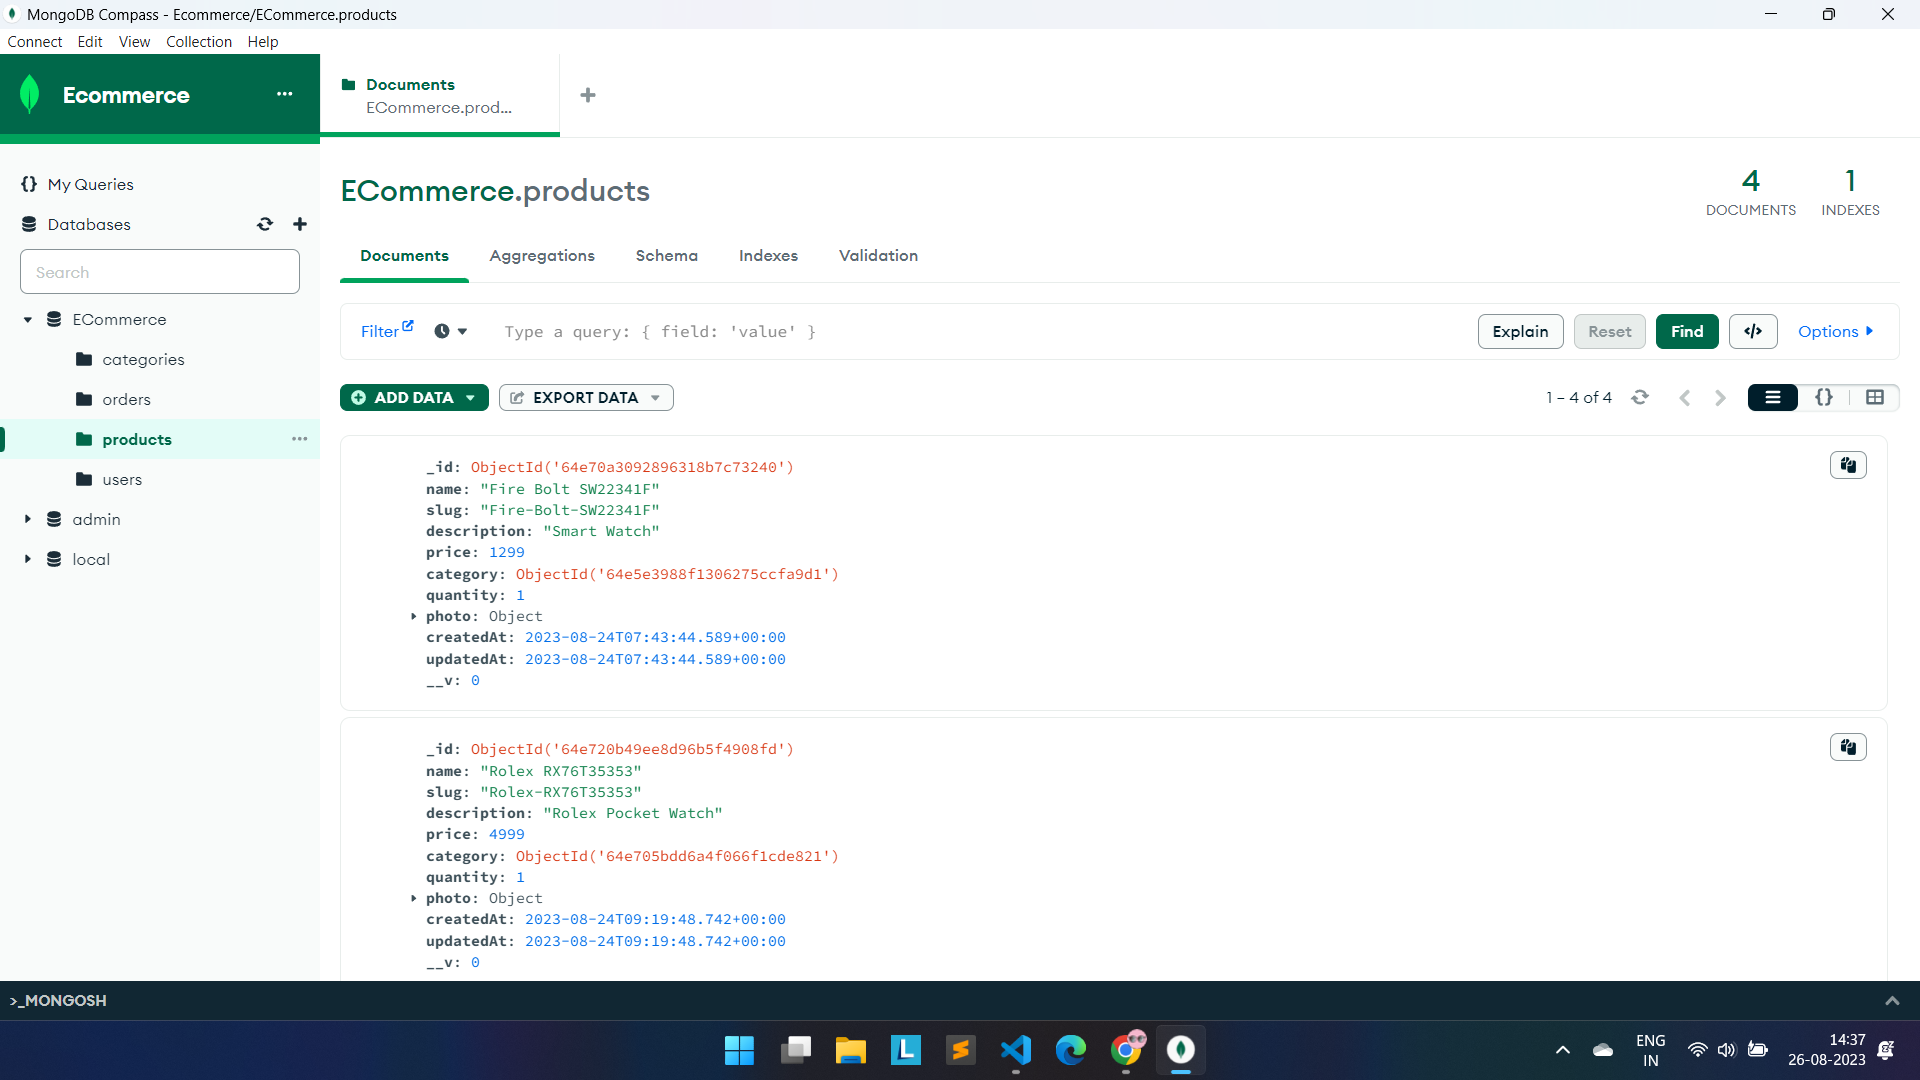 MongoDB Compass - Ecommerce/ECommerce.products
Connect Edit View Collection Help
Ecommerce
Documents
ECommerce.prod...
{} My Queries
Databases
Search
ECommerce
categories
orders
products
users
admin
local
ECommerce.products
4
DOCUMENTS
1
INDEXES
Documents Aggregations Schema Indexes Validation
Filter Type a query: { field: 'value' } Explain Reset Find </> Options
ADD DATA EXPORT DATA 1 – 4 of 4 {}
_id: ObjectId('64e70a3092896318b7c73240')
name: "Fire Bolt SW22341F"
slug: "Fire-Bolt-SW22341F"
description: "Smart Watch"
price: 1299
category: ObjectId('64e5e3988f1306275ccfa9d1')
quantity: 1
photo: Object
createdAt: 2023-08-24T07:43:44.589+00:00
updatedAt: 2023-08-24T07:43:44.589+00:00
__v: 0
_id: ObjectId('64e720b49ee8d96b5f4908fd')
name: "Rolex RX76T35353"
slug: "Rolex-RX76T35353"
description: "Rolex Pocket Watch"
price: 4999
category: ObjectId('64e705bdd6a4f066f1cde821')
quantity: 1
photo: Object
createdAt: 2023-08-24T09:19:48.742+00:00
updatedAt: 2023-08-24T09:19:48.742+00:00
__v: 0
>_MONGOSH
L
ENG
IN
14:37
26-08-2023